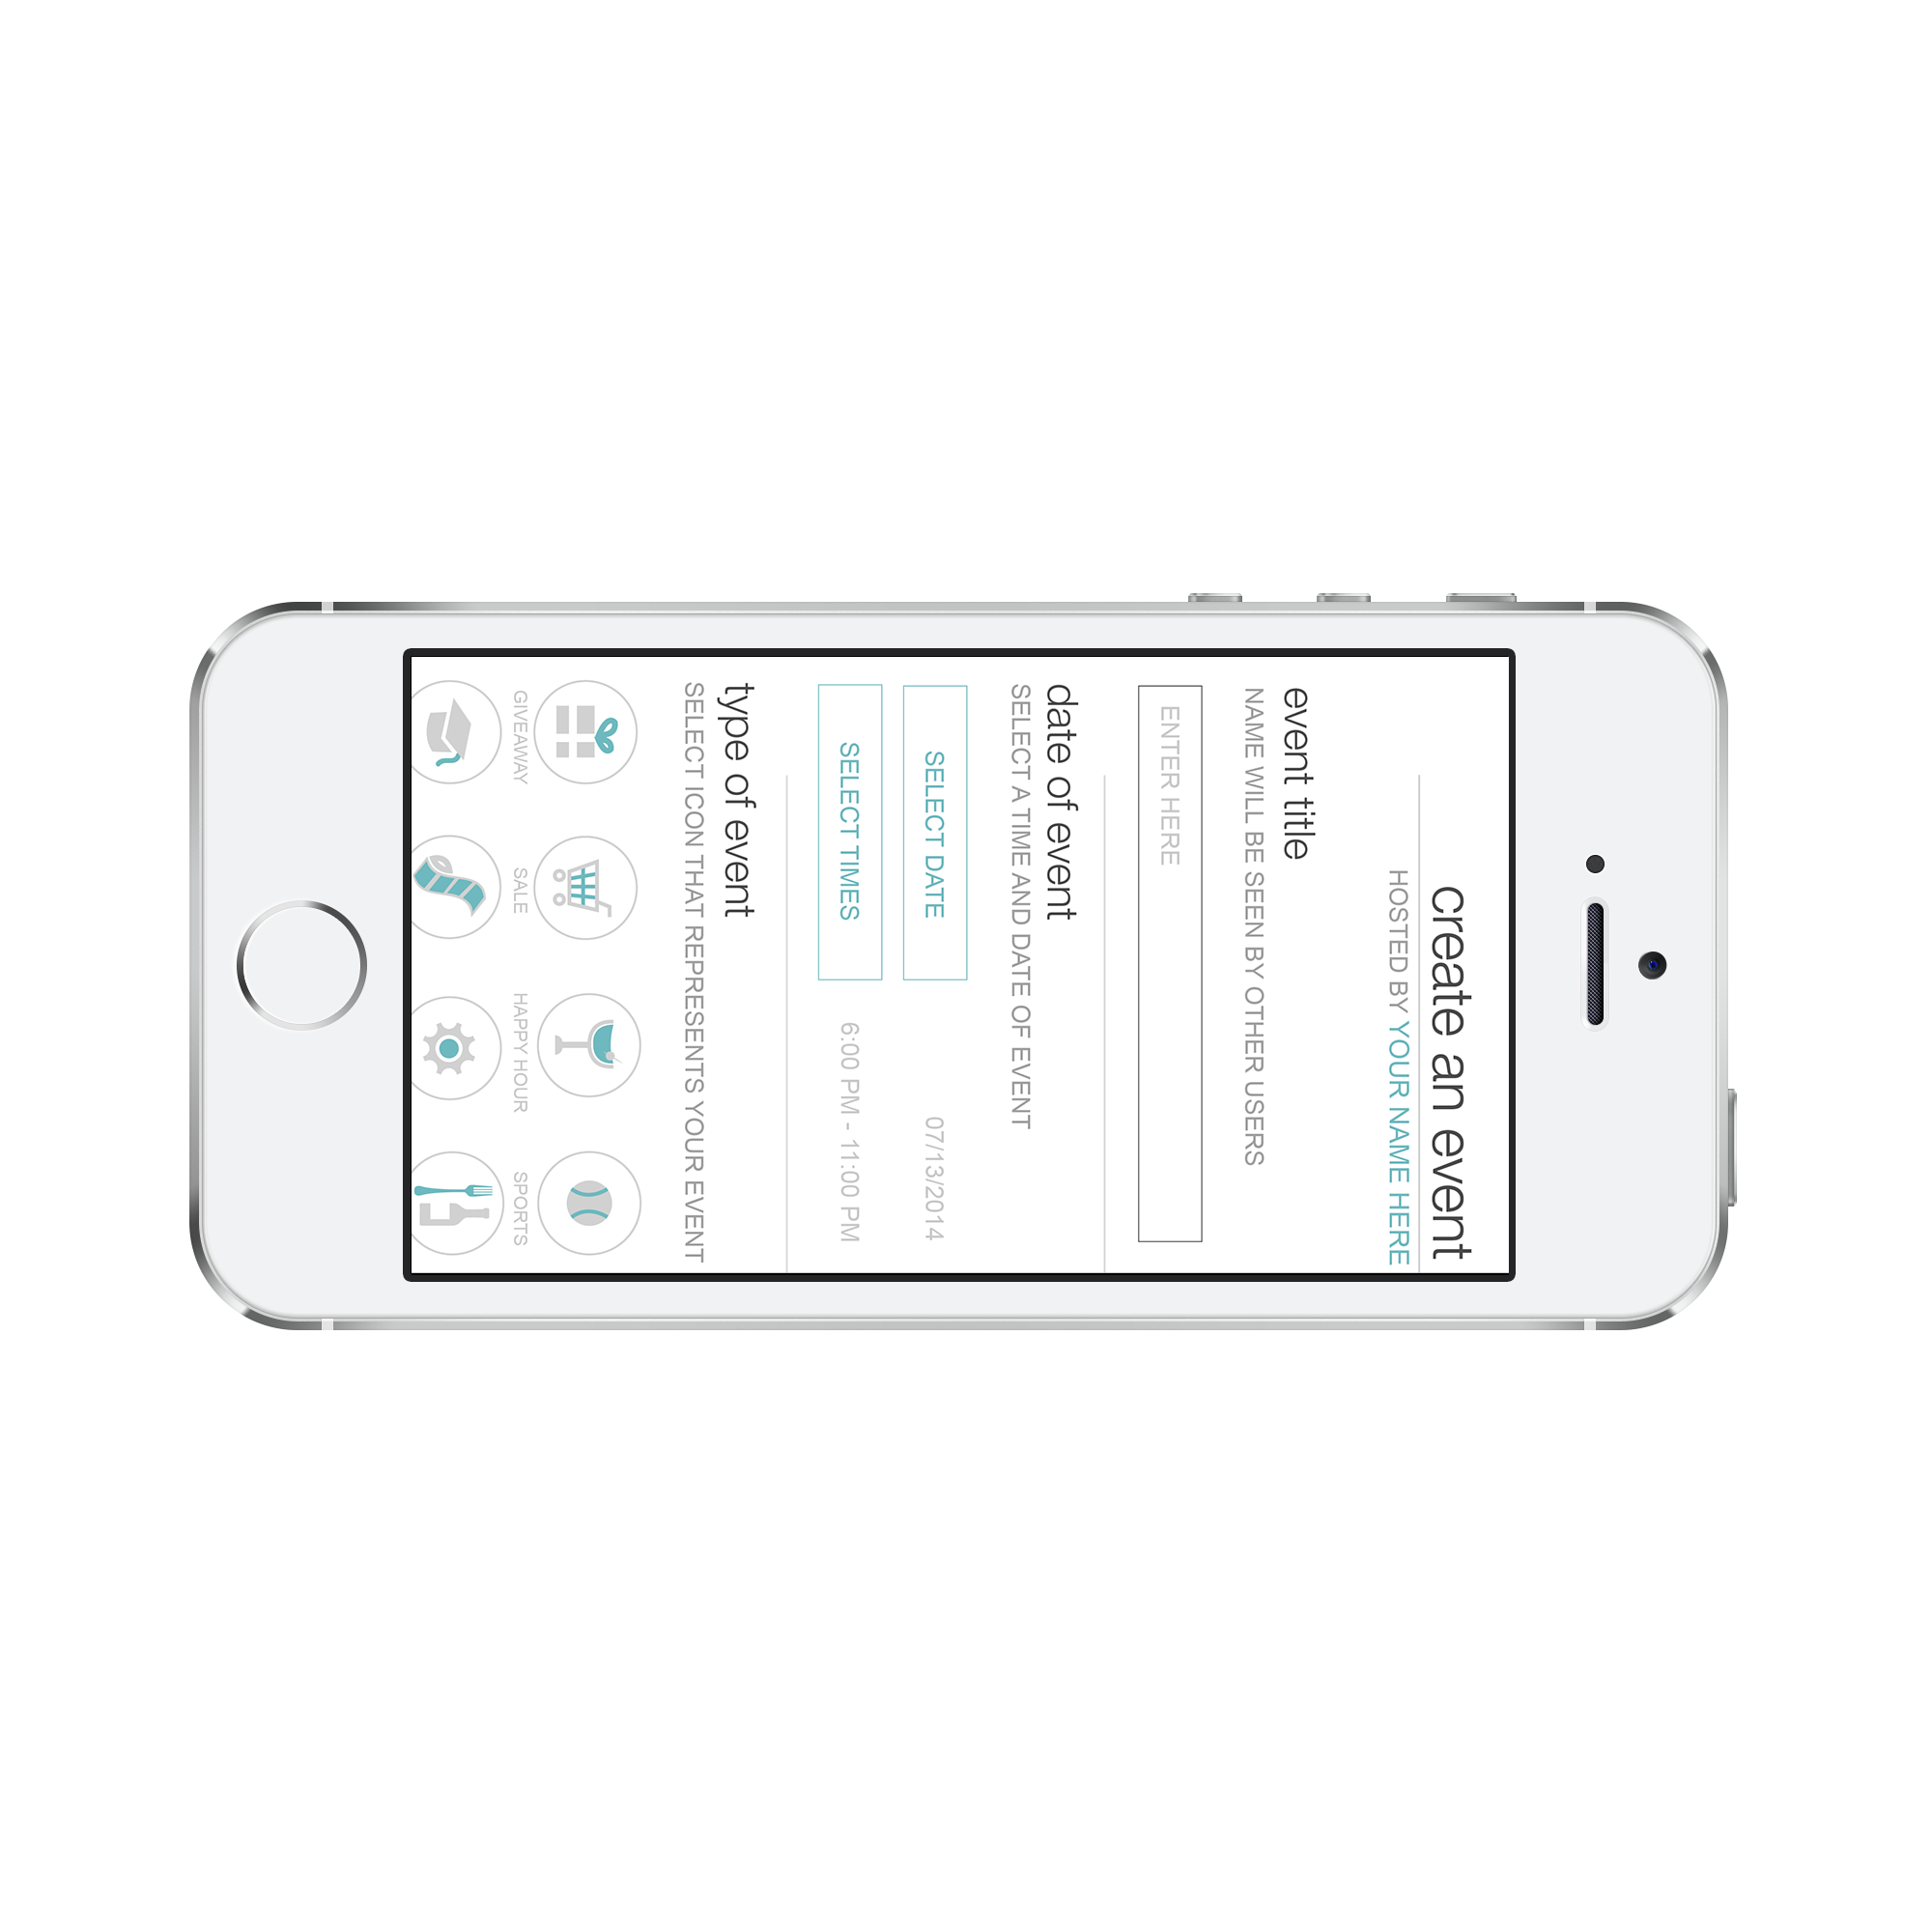 create an event
HOSTED BY YOUR NAME HERE
event title
NAME WILL BE SEEN BY OTHER USERS
ENTER HERE
date of event
SELECT A TIME AND DATE OF EVENT
SELECT DATE 07/13/2014
SELECT TIMES 6:00 PM - 11:00 PM
type of event
SELECT ICON THAT REPRESENTS YOUR EVENT
GIVEAWAY SALE HAPPY HOUR SPORTS